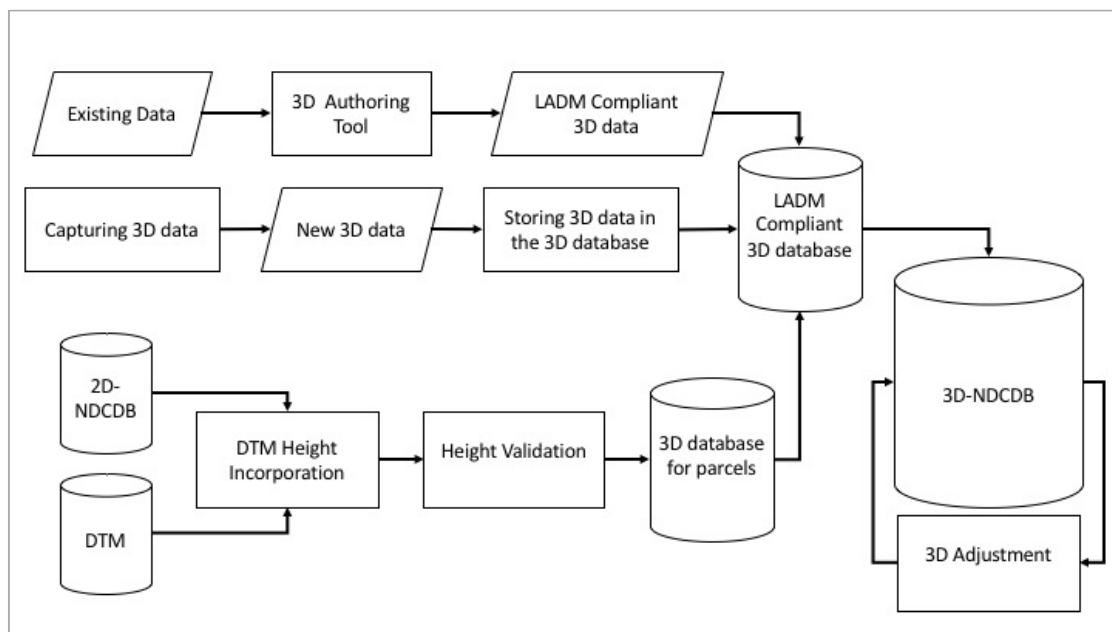 Existing Data
3D Authoring
Tool
LADM Compliant
3D data
Capturing 3D data
New 3D data
Storing 3D data in
the 3D database
LADM
Compliant
3D database
2D-
NDCDB
DTM
DTM Height
Incorporation
Height Validation
3D database
for parcels
3D-NDCDB
3D Adjustment